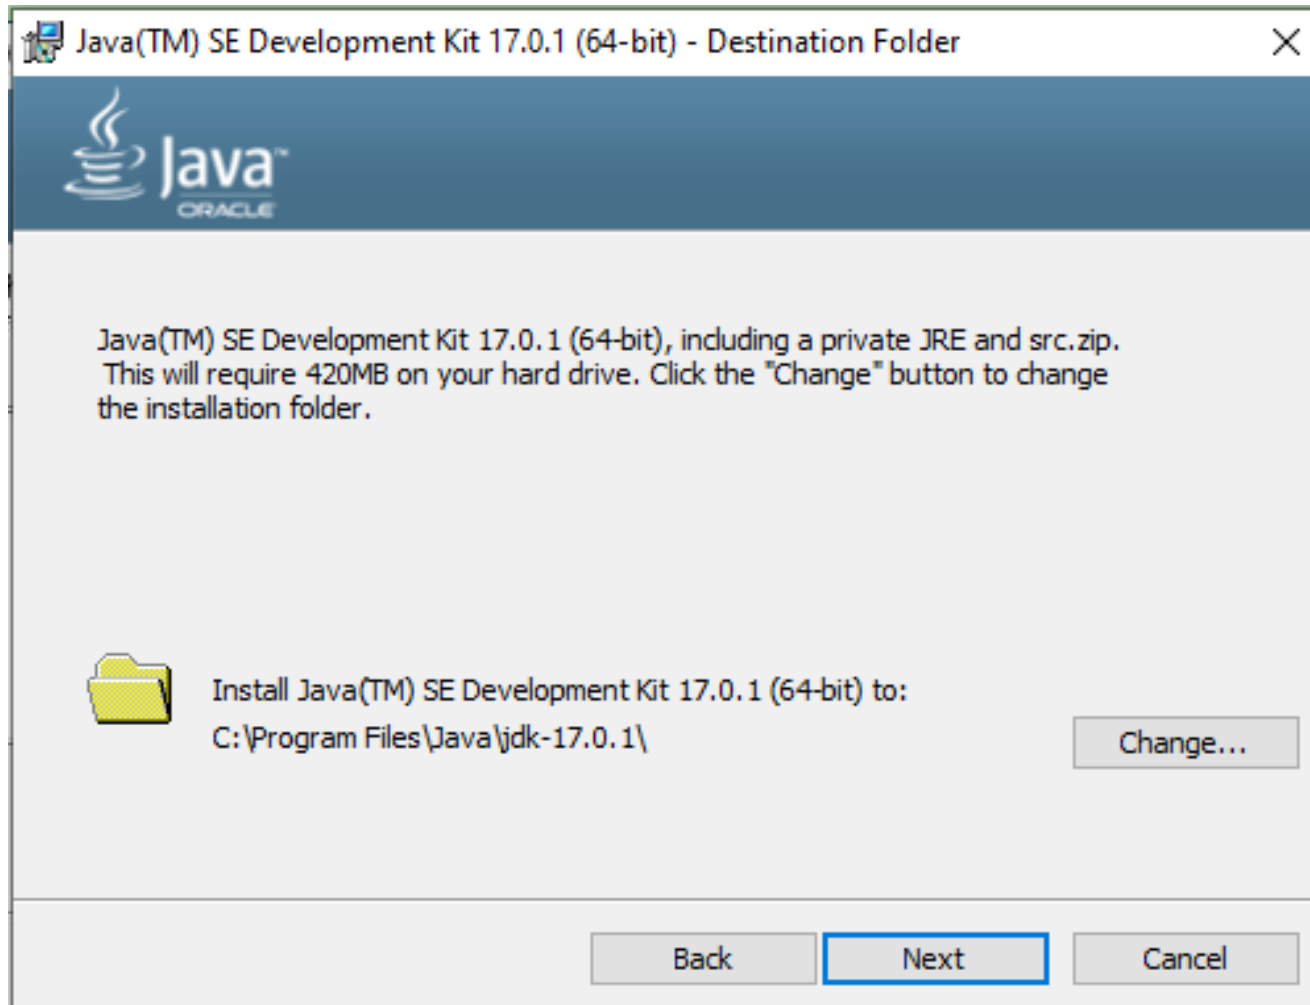 Java(TM) SE Development Kit 17.0.1 (64-bit) - Destination Folder
Java™
ORACLE
Java(TM) SE Development Kit 17.0.1 (64-bit), including a private JRE and src.zip.
This will require 420MB on your hard drive. Click the "Change" button to change
the installation folder.
Install Java(TM) SE Development Kit 17.0.1 (64-bit) to:
C:\Program Files\Java\jdk-17.0.1\
Change...
Back Next Cancel